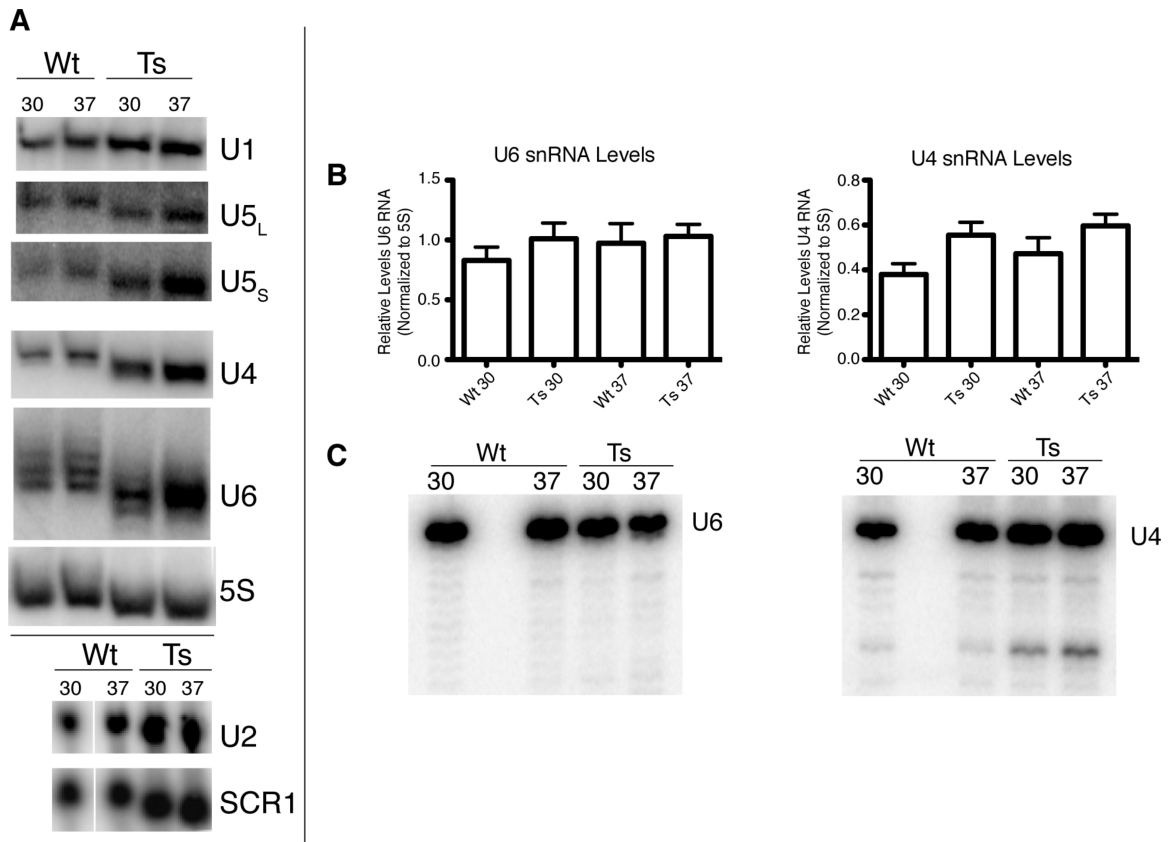 A
Wt Ts
30 37 30 37
U1
U5L
U5S
U4
U6
5S
Wt Ts
30 37 30 37
U2
SCR1
B
U6 snRNA Levels
Relative Levels U6 RNA
(Normalized to 5S)
1.5
1.0
0.5
0.0
Wt 30 Ts 30 Wt 37 Ts 37
U4 snRNA Levels
Relative Levels U4 RNA
(Normalized to 5S)
0.8
0.6
0.4
0.2
0.0
Wt 30 Ts 30 Wt 37 Ts 37
C
Wt Ts
30 37 30 37
U6
Wt Ts
30 37 30 37
U4